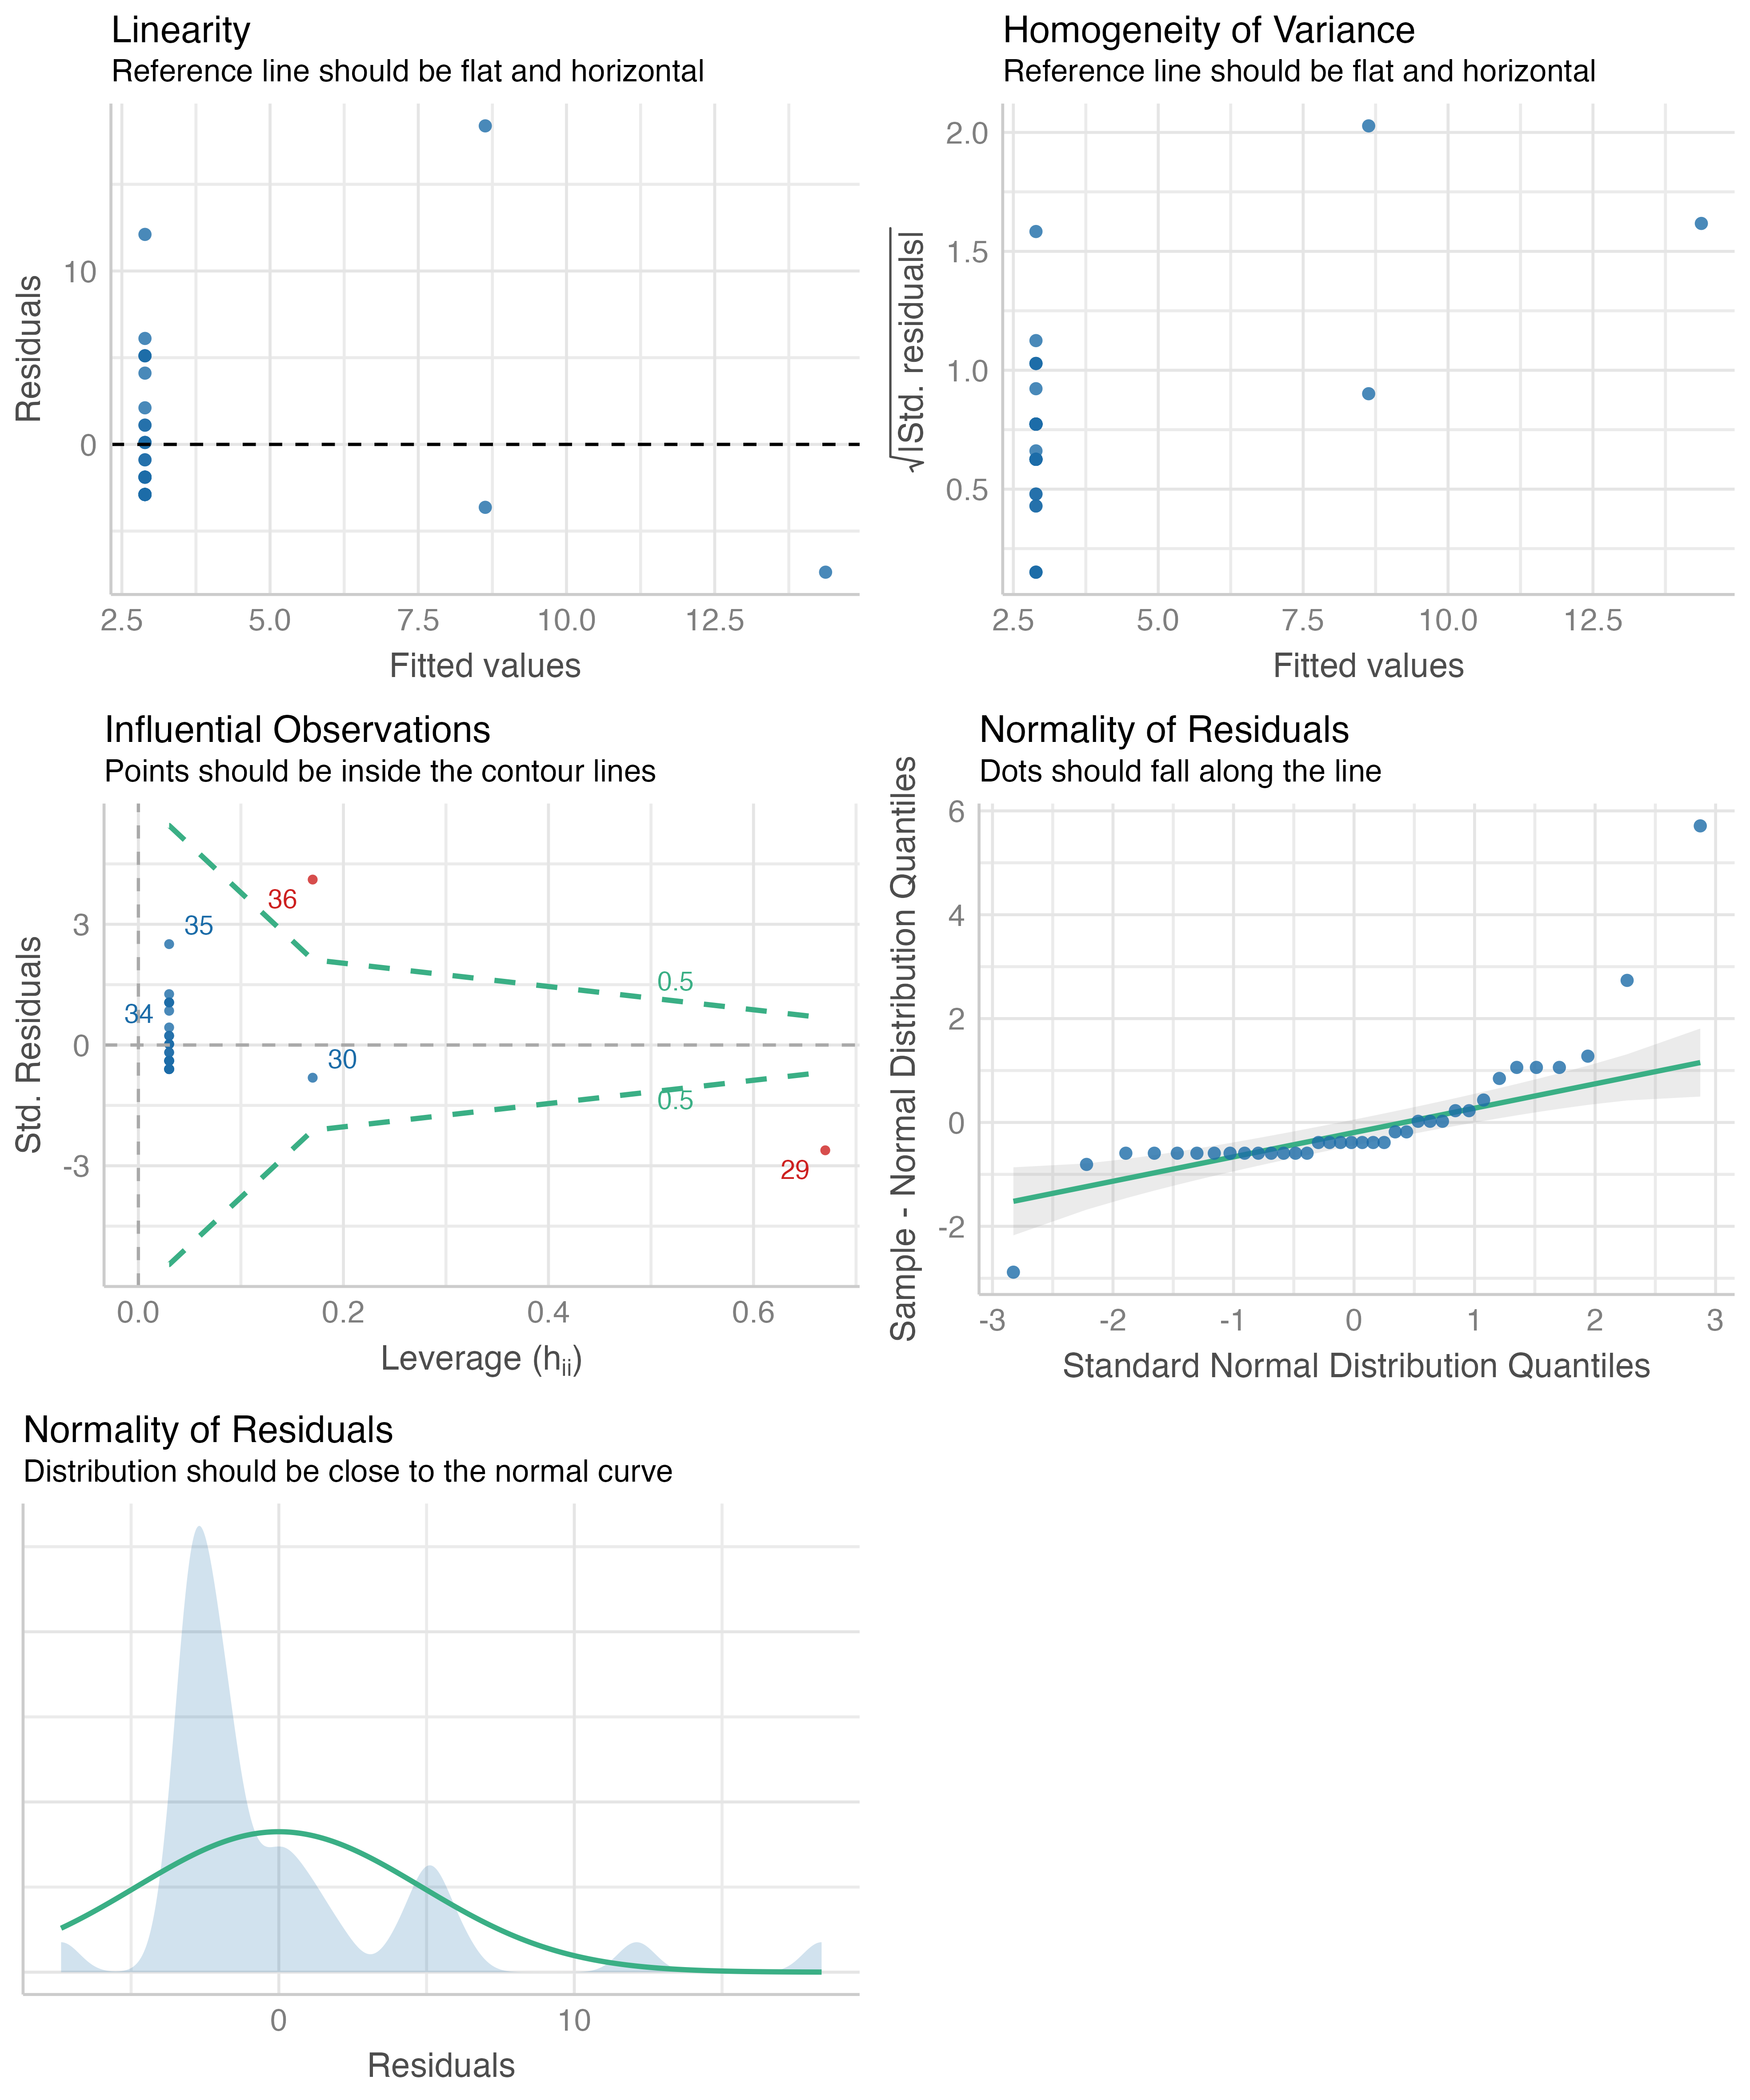 Linearity
Reference line should be flat and horizontal
Residuals
10
0
2.5 5.0 7.5 10.0 12.5
Fitted values
Homogeneity of Variance
Reference line should be flat and horizontal
√|Std. residuals|
2.0
1.5
1.0
0.5
2.5 5.0 7.5 10.0 12.5
Fitted values
Influential Observations
Points should be inside the contour lines
Std. Residuals
3
0
-3
36
35
34
30
29
0.5
0.5
0.0 0.2 0.4 0.6
Leverage (hii)
Normality of Residuals
Dots should fall along the line
Sample - Normal Distribution Quantiles
6
4
2
0
-2
-3 -2 -1 0 1 2 3
Standard Normal Distribution Quantiles
Normality of Residuals
Distribution should be close to the normal curve
0 10
Residuals